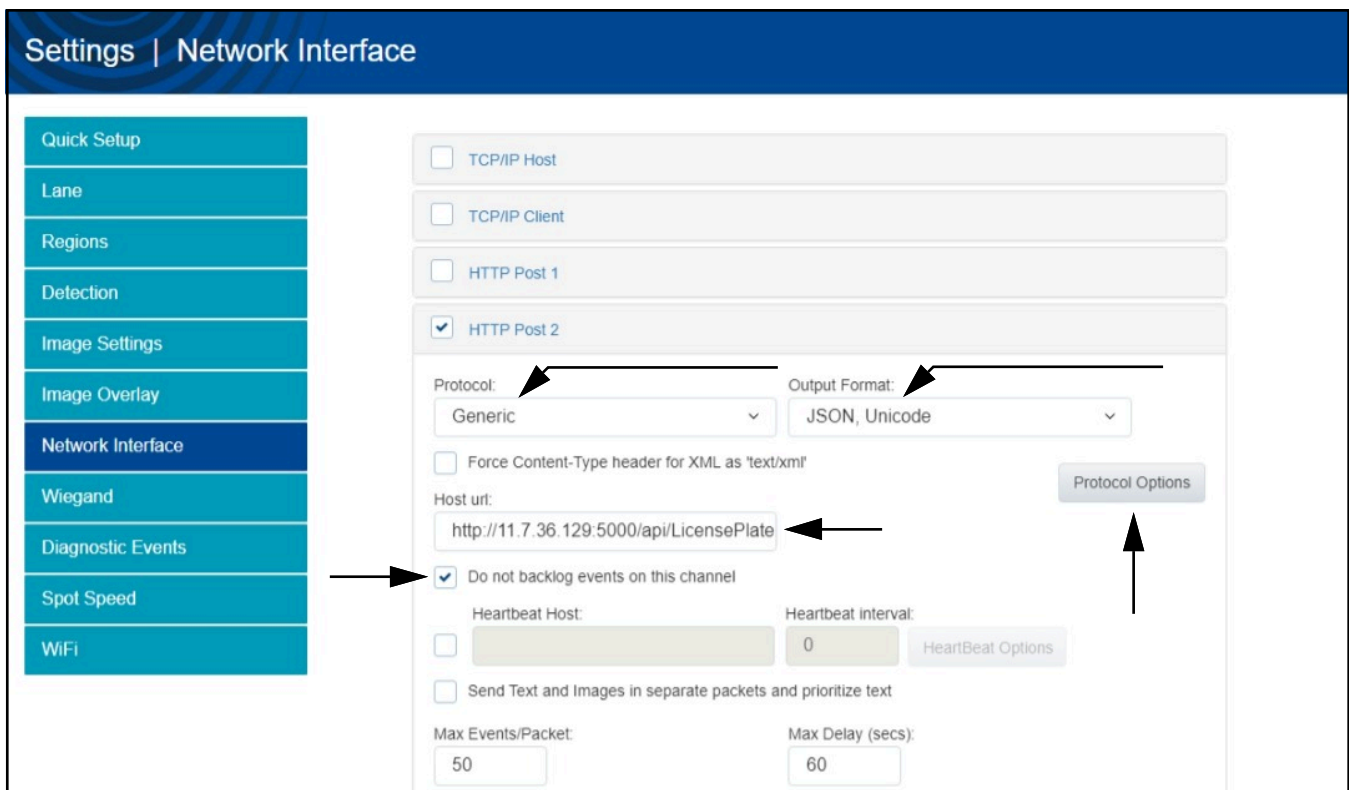 Settings | Network Interface
Quick Setup
Lane
Regions
Detection
Image Settings
Image Overlay
Network Interface
Wiegand
Diagnostic Events
Spot Speed
WiFi
TCP/IP Host
TCP/IP Client
HTTP Post 1
HTTP Post 2
Protocol: Output Format:
Generic JSON, Unicode
Force Content-Type header for XML as 'text/xml'
Protocol Options
Host url:
http://11.7.36.129:5000/api/LicensePlate
Do not backlog events on this channel
Heartbeat Host: Heartbeat interval:
0 HeartBeat Options
Send Text and Images in separate packets and prioritize text
Max Events/Packet: Max Delay (secs):
50 60